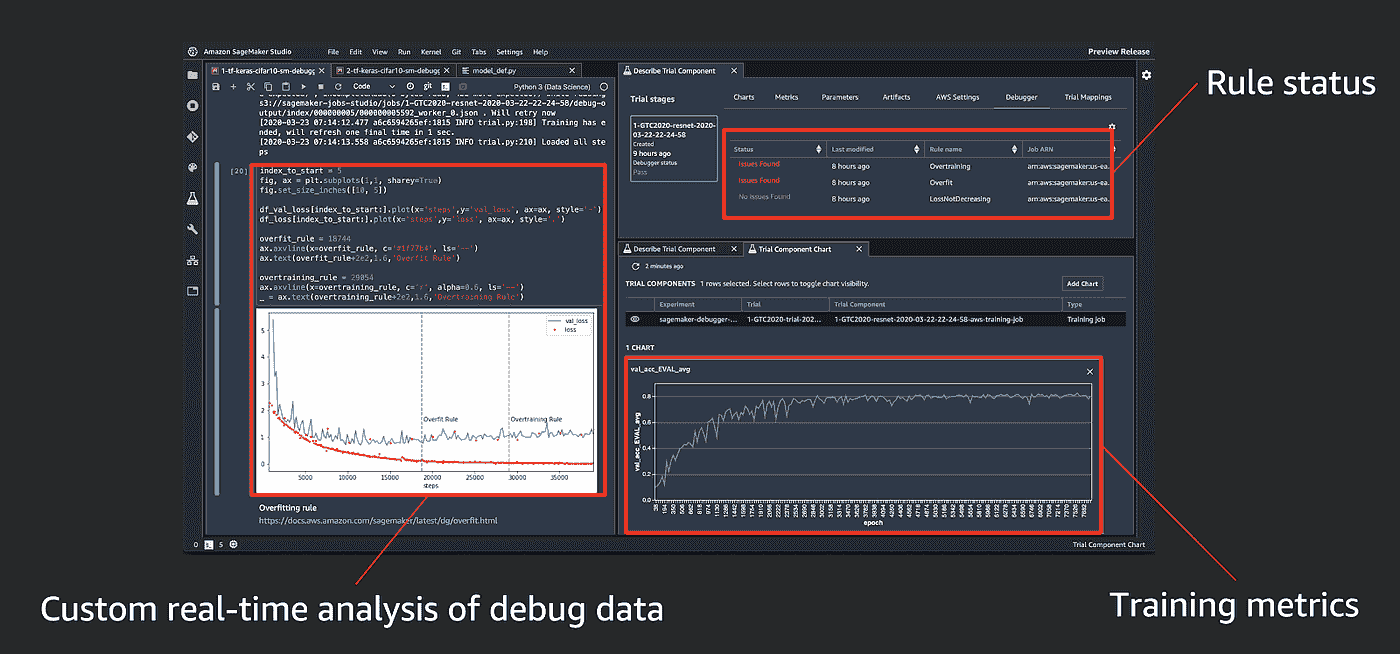 Amazon SageMaker Studio File Edit View Run Kernel Git Tabs Settings Help Preview Release
1-tf-keras-cifar10-sm-debugg 2-tf-keras-cifar10-sm-debugg model_def.py
Code git Python 3 (Data Science)
s3://sagemaker-jobs-studio/jobs/1-GTC2020-resnet-2020-03-22-22-24-58/debug-o
utput/index/000000005/000000005592_worker_0.json . Will retry now
[2020-03-23 07:14:12.477 a6c6594265ef:1815 INFO trial.py:198] Training has e
nded, will refresh one final time in 1 sec.
[2020-03-23 07:14:13.558 a6c6594265ef:1815 INFO trial.py:210] Loaded all ste
ps
[20]
index_to_start = 5
fig, ax = plt.subplots(1,1, sharey=True)
fig.set_size_inches([10, 5])
df_val_loss[index_to_start:].plot(x='steps',y='val_loss', ax=ax, style='-')
df_loss[index_to_start:].plot(x='steps',y='loss', ax=ax, style='.')
overfit_rule = 18744
ax.axvline(x=overfit_rule, c='#1f77b4', ls='--')
ax.text(overfit_rule+2e2,1.6,'Overfit Rule')
overtraining_rule = 29054
ax.axvline(x=overtraining_rule, c='r', alpha=0.6, ls='--')
_ = ax.text(overtraining_rule+2e2,1.6,'Overtraining Rule')
val_loss
loss
5
4
3
2
1
0
Overfit Rule Overtraining Rule
5000 10000 15000 20000 25000 30000 35000
steps
Overfitting rule
https://docs.aws.amazon.com/sagemaker/latest/dg/overfit.html
Describe Trial Component
Trial stages
Charts Metrics Parameters Artifacts AWS Settings Debugger Trial Mappings
1-GTC2020-resnet-2020-
03-22-22-24-58
Created
9 hours ago
Debugger status
Pass
Status Last modified Rule name Job ARN
Issues Found 8 hours ago Overtraining arn:aws:sagemaker:us-ea...
Issues Found 8 hours ago Overfit arn:aws:sagemaker:us-ea...
No Issues Found 8 hours ago LossNotDecreasing arn:aws:sagemaker:us-ea...
Describe Trial Component Trial Component Chart
2 minutes ago
TRIAL COMPONENTS 1 rows selected. Select rows to toggle chart visibility. Add Chart
Experiment Trial Trial Component Type
sagemaker-debugger-... 1-GTC2020-trial-202... 1-GTC2020-resnet-2020-03-22-22-24-58-aws-training-job Training job
1 CHART
val_acc_EVAL_avg
val_acc_EVAL_avg
0.8
0.6
0.4
0.2
0.0
epoch
0 5 Trial Component Chart
Rule status
Custom real-time analysis of debug data
Training metrics